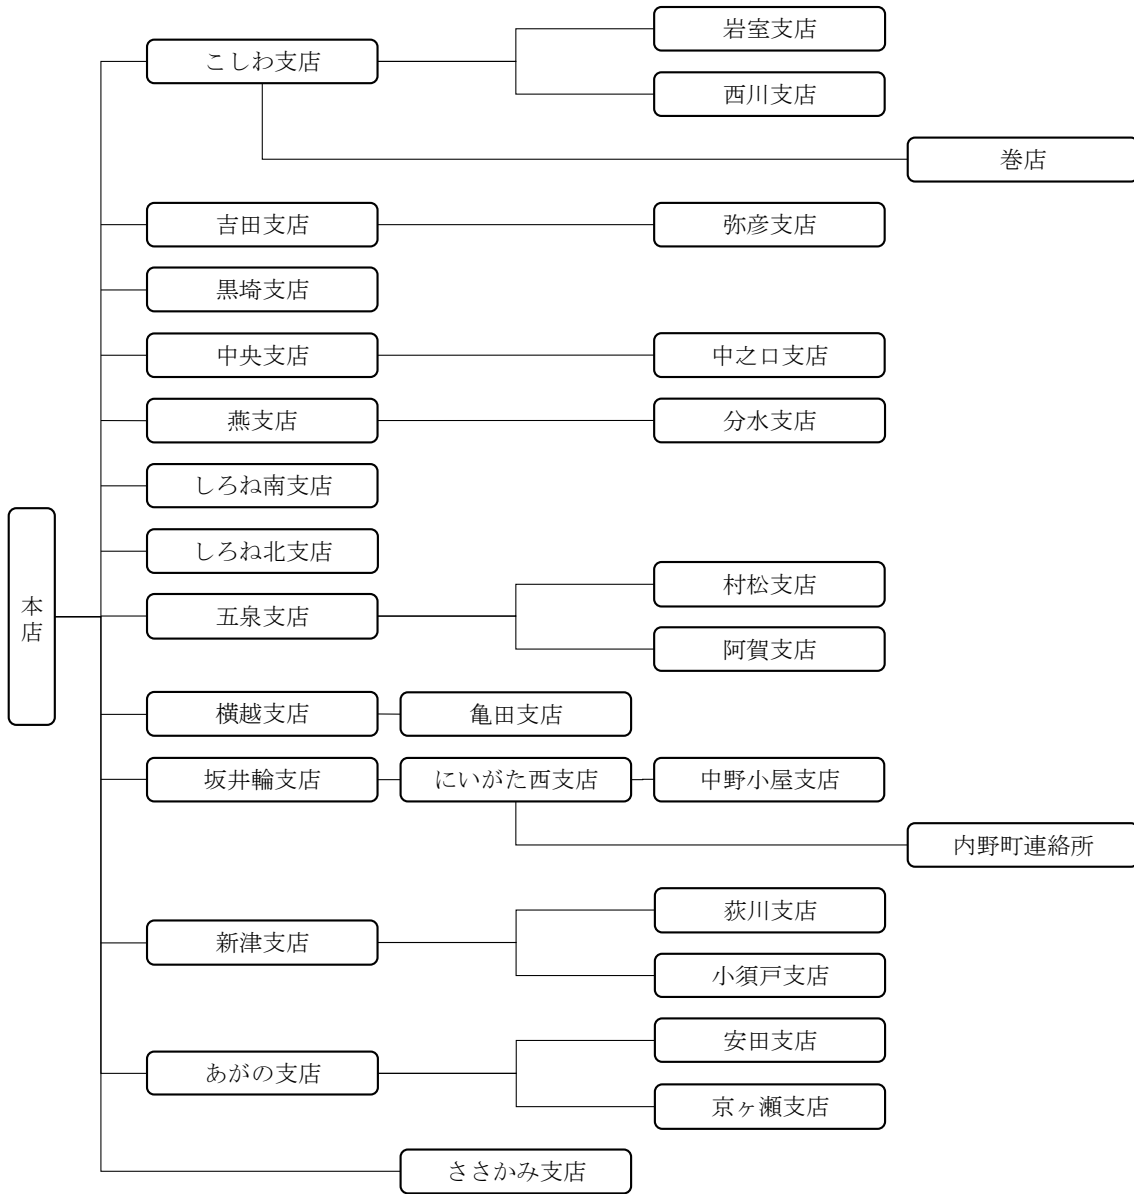 岩室支店
こしわ支店
西川支店
巻店
吉田支店
弥彦支店
黒埼支店
中央支店
中之口支店
燕支店
分水支店
しろね南支店
しろね北支店
本店
五泉支店
村松支店
阿賀支店
横越支店
亀田支店
坂井輪支店
にいがた西支店
中野小屋支店
内野町連絡所
荻川支店
新津支店
小須戸支店
安田支店
あがの支店
京ヶ瀬支店
ささかみ支店